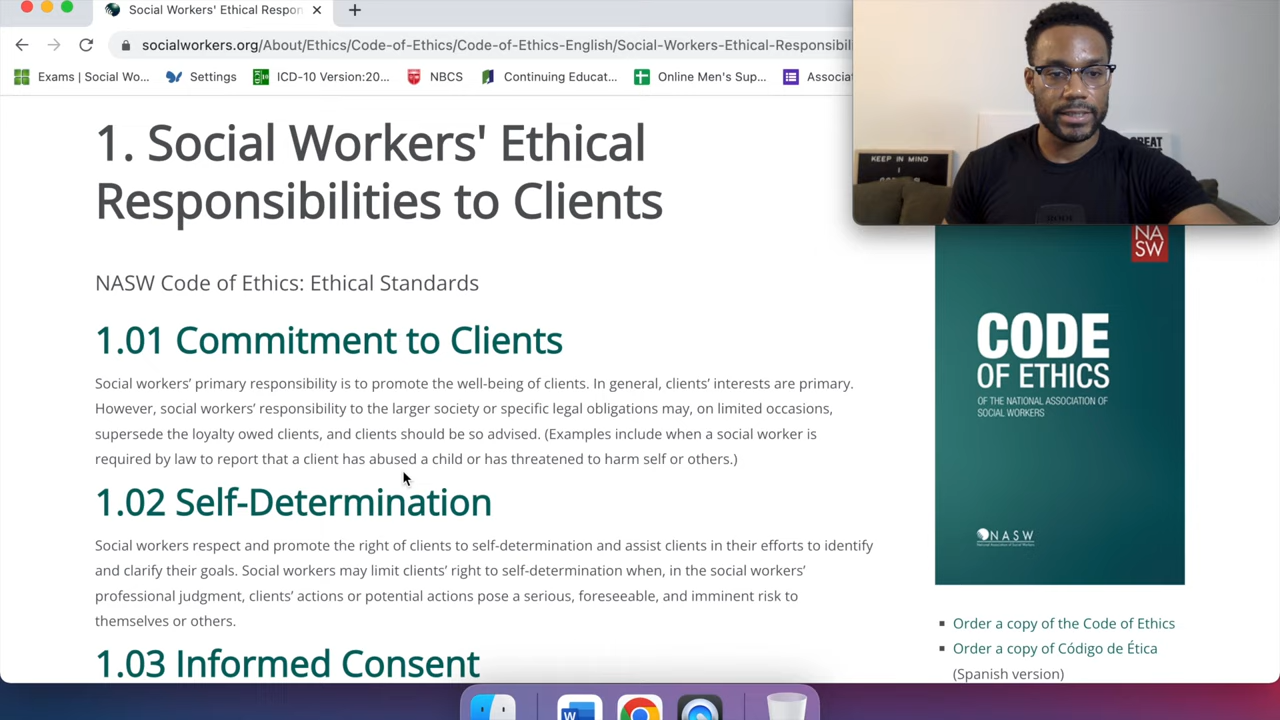 Social Workers' Ethical Respon
socialworkers.org/About/Ethics/Code-of-Ethics/Code-of-Ethics-English/Social-Workers-Ethical-Responsibil
Exams | Social Wo...
Settings
ICD-10 Version:20...
NBCS
Continuing Educat...
Online Men's Sup...
Associa
KEEP IN MIND
1. Social Workers' Ethical
Responsibilities to Clients
NASW Code of Ethics: Ethical Standards
1.01 Commitment to Clients
Social workers’ primary responsibility is to promote the well-being of clients. In general, clients’ interests are primary.
However, social workers’ responsibility to the larger society or specific legal obligations may, on limited occasions,
supersede the loyalty owed clients, and clients should be so advised. (Examples include when a social worker is
required by law to report that a client has abused a child or has threatened to harm self or others.)
1.02 Self-Determination
Social workers respect and promote the right of clients to self-determination and assist clients in their efforts to identify
and clarify their goals. Social workers may limit clients’ right to self-determination when, in the social workers’
professional judgment, clients’ actions or potential actions pose a serious, foreseeable, and imminent risk to
themselves or others.
1.03 Informed Consent
NA
SW
CODE
OF ETHICS
OF THE NATIONAL ASSOCIATION OF
SOCIAL WORKERS
NASW
Order a copy of the Code of Ethics
Order a copy of Código de Ética
(Spanish version)
W